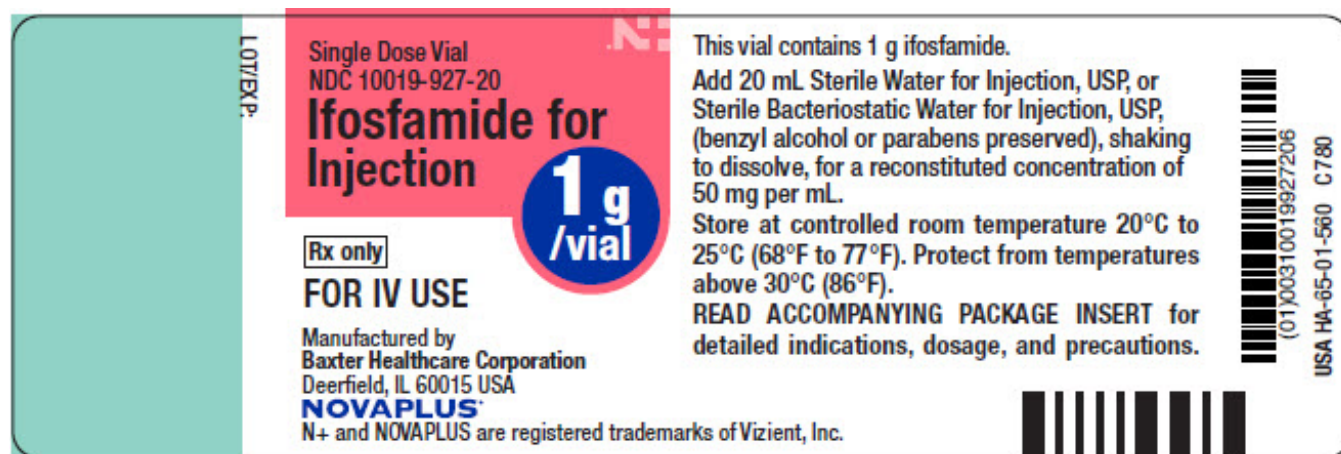 LOT/EXP:
N+
Single Dose Vial
NDC 10019-927-20
Ifosfamide for
Injection
1 g
/vial
Rx only
FOR IV USE
Manufactured by
Baxter Healthcare Corporation
Deerfield, IL 60015 USA
NOVAPLUS
N+ and NOVAPLUS are registered trademarks of Vizient, Inc.
This vial contains 1 g ifosfamide.
Add 20 mL Sterile Water for Injection, USP, or
Sterile Bacteriostatic Water for Injection, USP,
(benzyl alcohol or parabens preserved), shaking
to dissolve, for a reconstituted concentration of
50 mg per mL.
Store at controlled room temperature 20°C to
25°C (68°F to 77°F). Protect from temperatures
above 30°C (86°F).
READ ACCOMPANYING PACKAGE INSERT for
detailed indications, dosage, and precautions.
(01)00310019927206
USA HA-65-01-560 C780